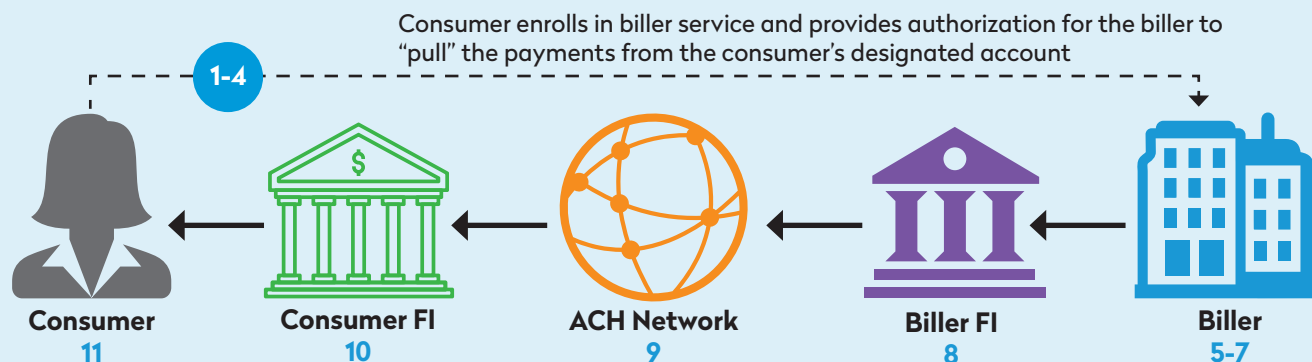 Consumer enrolls in biller service and provides authorization for the biller to
“pull” the payments from the consumer’s designated account
1-4
$
Consumer
11
Consumer FI
10
ACH Network
9
Biller FI
8
Biller
5-7